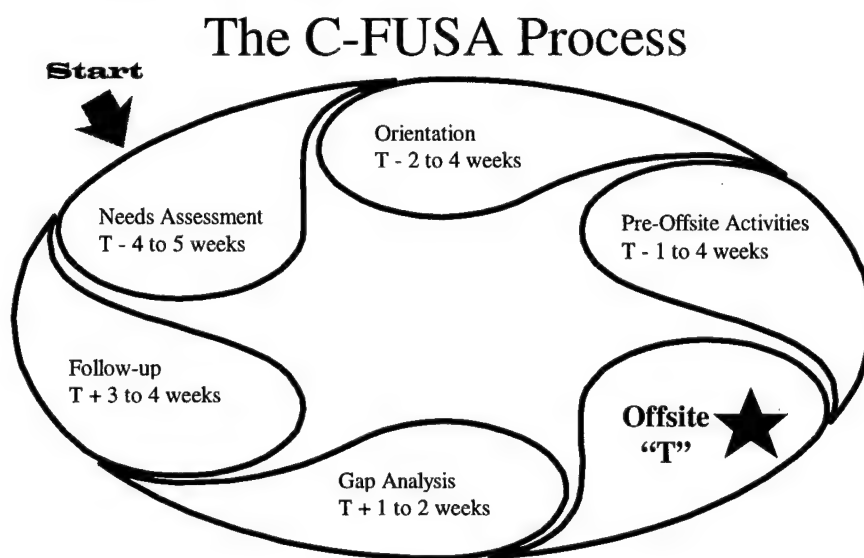 The C-FUSA Process
Start
Orientation
T - 2 to 4 weeks
Needs Assessment
T - 4 to 5 weeks
Pre-Offsite Activities
T - 1 to 4 weeks
Follow-up
T + 3 to 4 weeks
Offsite
“T”
Gap Analysis
T + 1 to 2 weeks